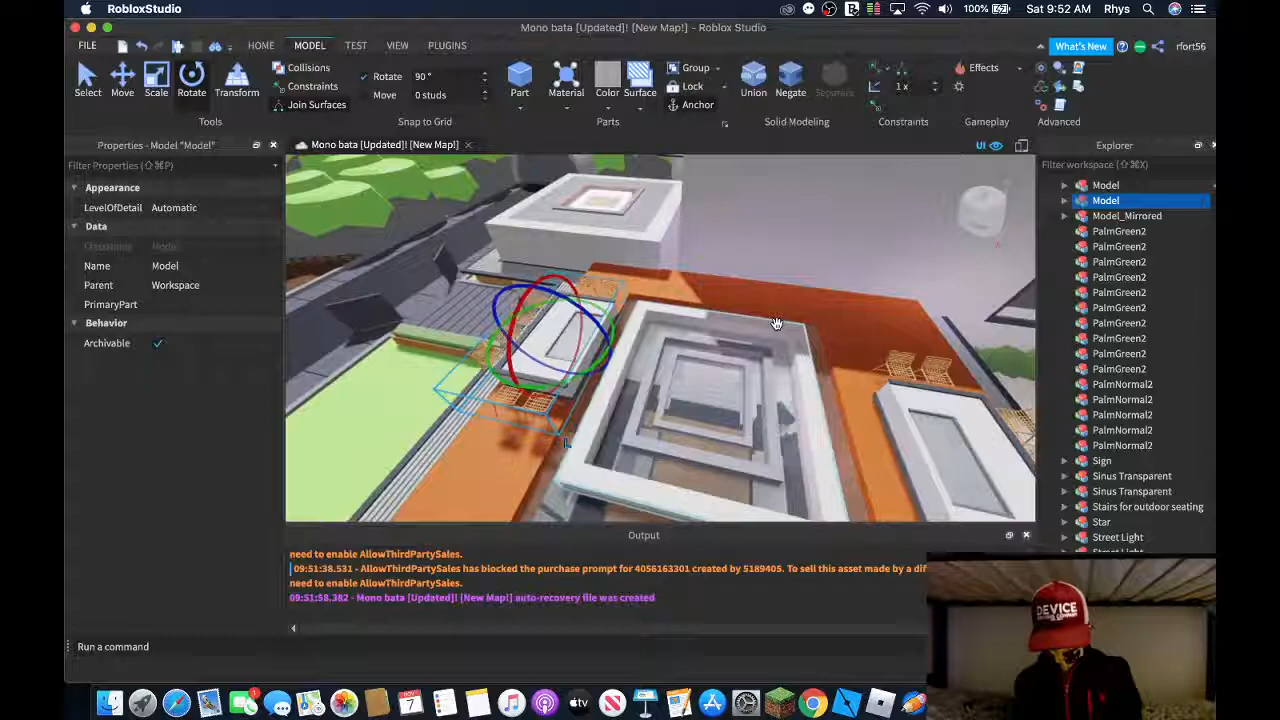 RobloxStudio 100% Sat 9:52 AM Rhys
Mono bata [Updated]! [New Map!] - Roblox Studio
FILE HOME MODEL TEST VIEW PLUGINS What's New rfort56
Select Move Scale Rotate Transform
Collisions
Constraints
Join Surfaces
Rotate 90 °
Move 0 studs
Part Material Color Surface
Group
Lock
Anchor
Union Negate Separate
1 x
Effects
Tools Snap to Grid Parts Solid Modeling Constraints Gameplay Advanced
Properties - Model "Model"
Mono bata [Updated]! [New Map!]
UI
Explorer
Filter Properties (⇧⌘P)
Filter workspace (⇧⌘X)
Appearance
LevelOfDetail Automatic
Data
ClassName Model
Name Model
Parent Workspace
PrimaryPart
Behavior
Archivable
Model
Model
Model_Mirrored
PalmGreen2
PalmGreen2
PalmGreen2
PalmGreen2
PalmGreen2
PalmGreen2
PalmGreen2
PalmGreen2
PalmGreen2
PalmGreen2
PalmNormal2
PalmNormal2
PalmNormal2
PalmNormal2
PalmNormal2
Sign
Sinus Transparent
Sinus Transparent
Stairs for outdoor seating
Star
Street Light
Street Light
L
Output
need to enable AllowThirdPartySales.
09:51:38.531 - AllowThirdPartySales has blocked the purchase prompt for 4056163301 created by 5189405. To sell this asset made by a dif
need to enable AllowThirdPartySales.
09:51:58.382 - Mono bata [Updated]! [New Map!] auto-recovery file was created
Run a command
DEVICE
1
NOV
7
tv